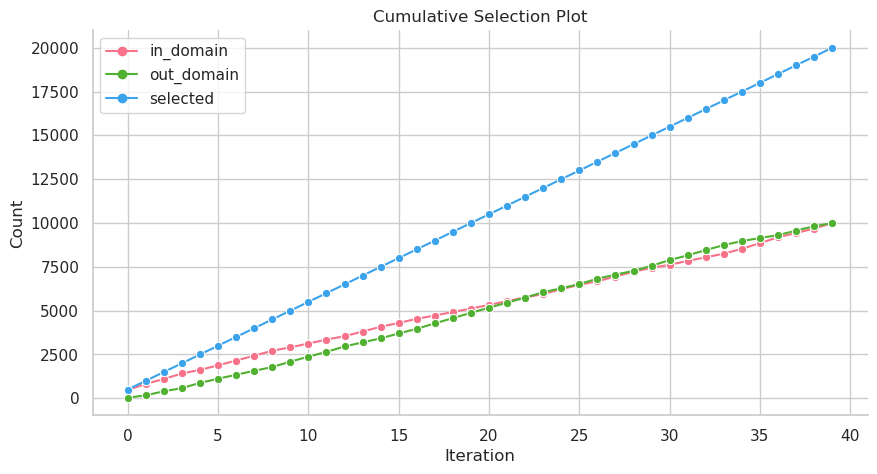 Cumulative Selection Plot
in_domain
out_domain
selected
20000
17500
15000
12500
10000
7500
5000
2500
0
Count
0 5 10 15 20 25 30 35 40
Iteration